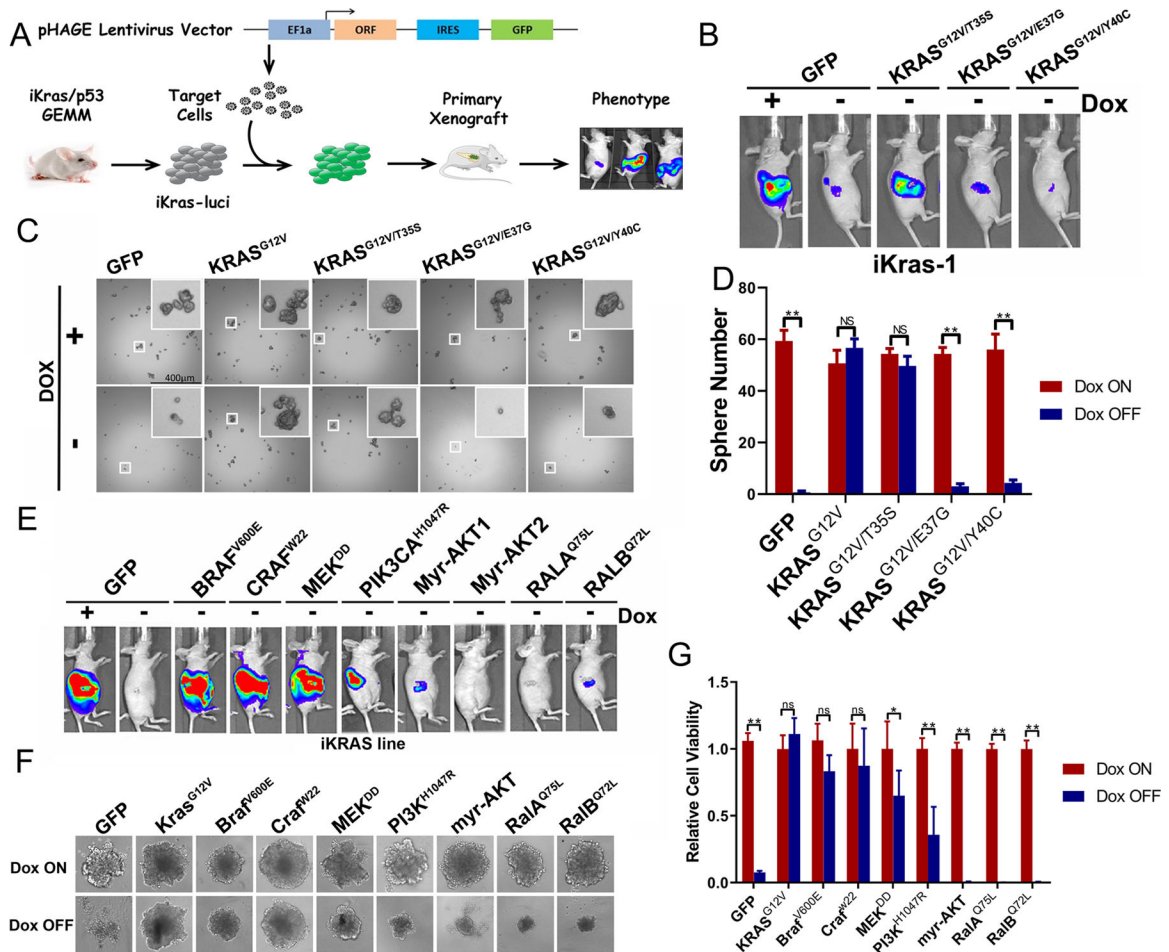 A
pHAGE Lentivirus Vector
EF1a
ORF
IRES
GFP
iKras/p53
GEMM
Target
Cells
iKras-luci
Primary
Xenograft
Phenotype
B
GFP
KRAS^G12V/T35S
KRAS^G12V/E37G
KRAS^G12V/Y40C
+
-
-
-
-
Dox
iKras-1
C
GFP
KRAS^G12V
KRAS^G12V/T35S
KRAS^G12V/E37G
KRAS^G12V/Y40C
DOX
+
-
400μm
D
Sphere Number
80
60
40
20
0
**
NS
NS
**
**
GFP
KRAS^G12V
KRAS^G12V/T35S
KRAS^G12V/E37G
KRAS^G12V/Y40C
Dox ON
Dox OFF
E
GFP
BRAF^V600E
CRAF^W22
MEK^DD
PIK3CA^H1047R
Myr-AKT1
Myr-AKT2
RALA^Q75L
RALB^Q72L
+
-
-
-
-
-
-
-
-
Dox
iKRAS line
F
GFP
Kras^G12V
Braf^V600E
Craf^W22
MEK^DD
PI3K^H1047R
myr-AKT
RalA^Q75L
RalB^Q72L
Dox ON
Dox OFF
G
Relative Cell Viability
1.5
1.0
0.5
0.0
**
ns
ns
ns
*
**
**
**
**
GFP
KRAS^G12V
Braf^V600E
Craf^W22
MEK^DD
PI3K^H1047R
myr-AKT
RalA^Q75L
RalB^Q72L
Dox ON
Dox OFF